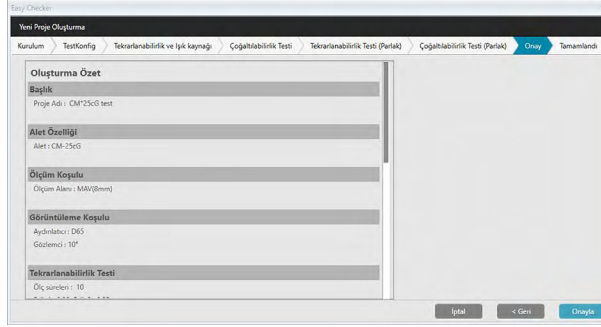 Easy Checker
Yeni Proje Oluşturma
Kurulum
TestKonfig
Tekrarlanabilirlik ve Işık kaynağı
Çoğaltılabilirlik Testi
Tekrarlanabilirlik Testi (Parlak)
Çoğaltılabilirlik Testi (Parlak)
Onay
Tamamlandı
Oluşturma Özet
Başlık
Proje Adı : CM*25cG test
Alet Özelliği
Alet : CM-25cG
Ölçüm Koşulu
Ölçüm Alanı : MAV(8mm)
Görüntüleme Koşulu
Aydınlatıcı : D65
Gözlemci : 10°
Tekrarlanabilirlik Testi
Ölç süreleri : 10
İptal
< Geri
Onayla